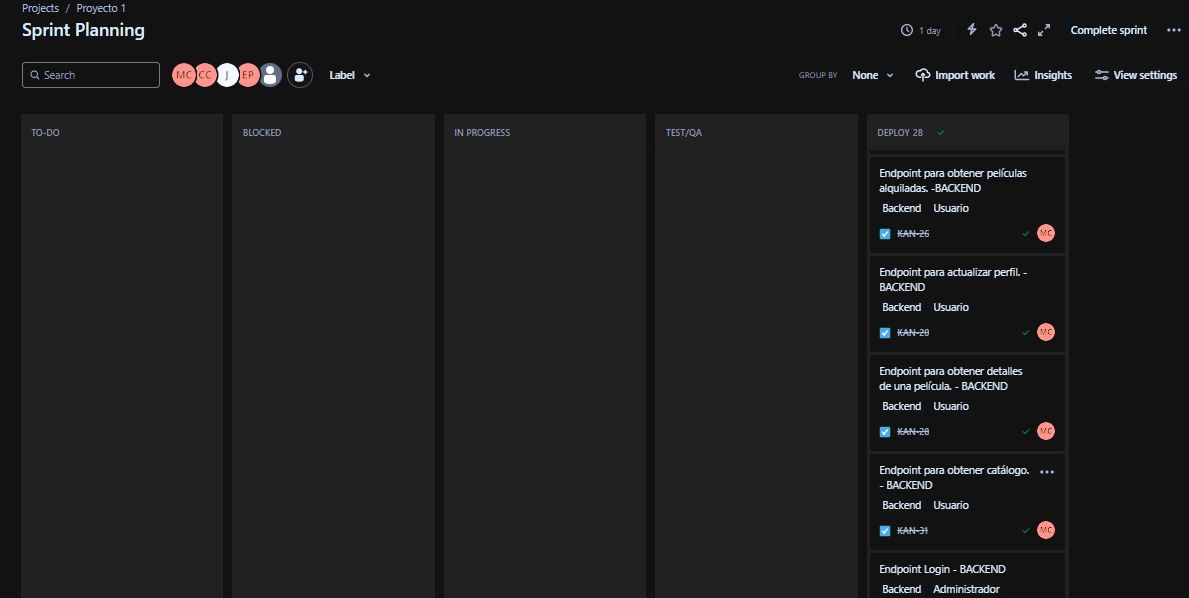 Projects / Proyecto 1
Sprint Planning
1 day
Complete sprint
Search
MC
CC
J
EP
Label
GROUP BY
None
Import work
Insights
View settings
TO-DO
BLOCKED
IN PROGRESS
TEST/QA
DEPLOY 28
Endpoint para obtener películas
alquiladas. -BACKEND
Backend Usuario
KAN-26
MC
Endpoint para actualizar perfil. -
BACKEND
Backend Usuario
MC
Endpoint para obtener detalles
de una película. - BACKEND
Backend Usuario
KAN-28
MC
Endpoint para obtener catálogo.
- BACKEND
Backend Usuario
KAN-31
MC
Endpoint Login - BACKEND
Backend Administrador